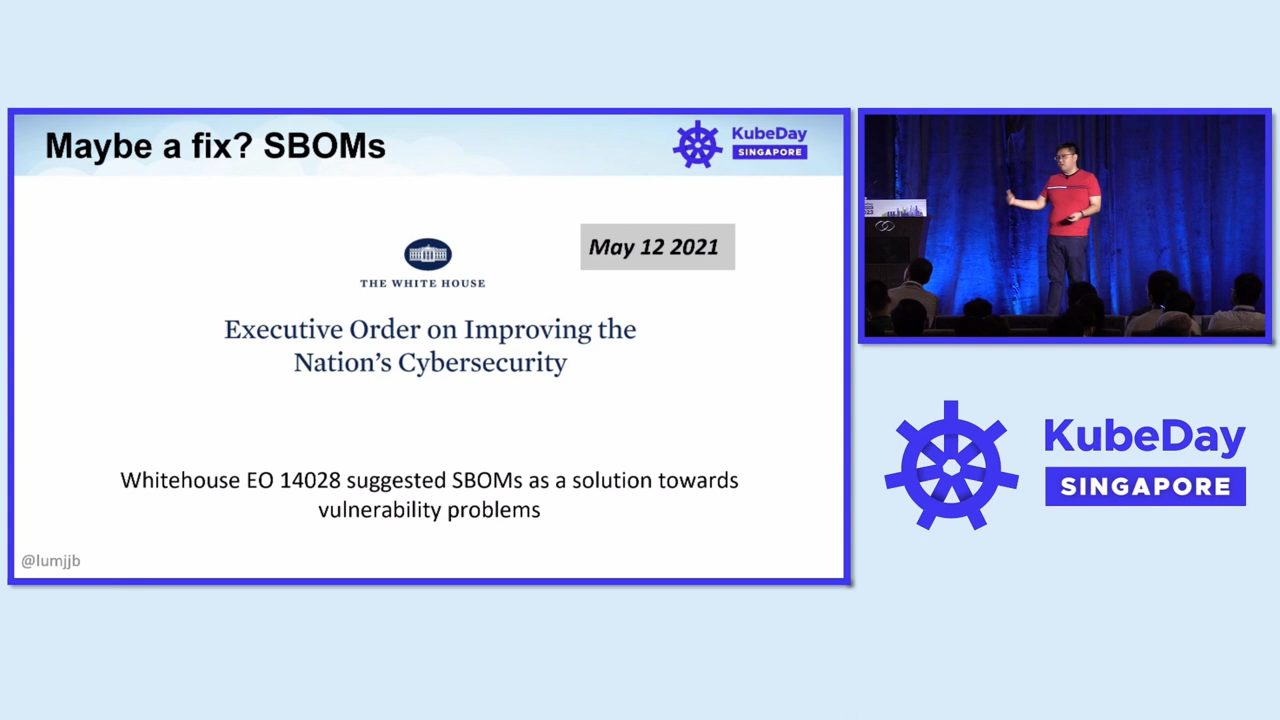 Maybe a fix? SBOMs
KubeDay
SINGAPORE
May 12 2021
THE WHITE HOUSE
Executive Order on Improving the
Nation's Cybersecurity
Whitehouse EO 14028 suggested SBOMs as a solution towards
vulnerability problems
@lumjjb
KubeDay
SINGAPORE